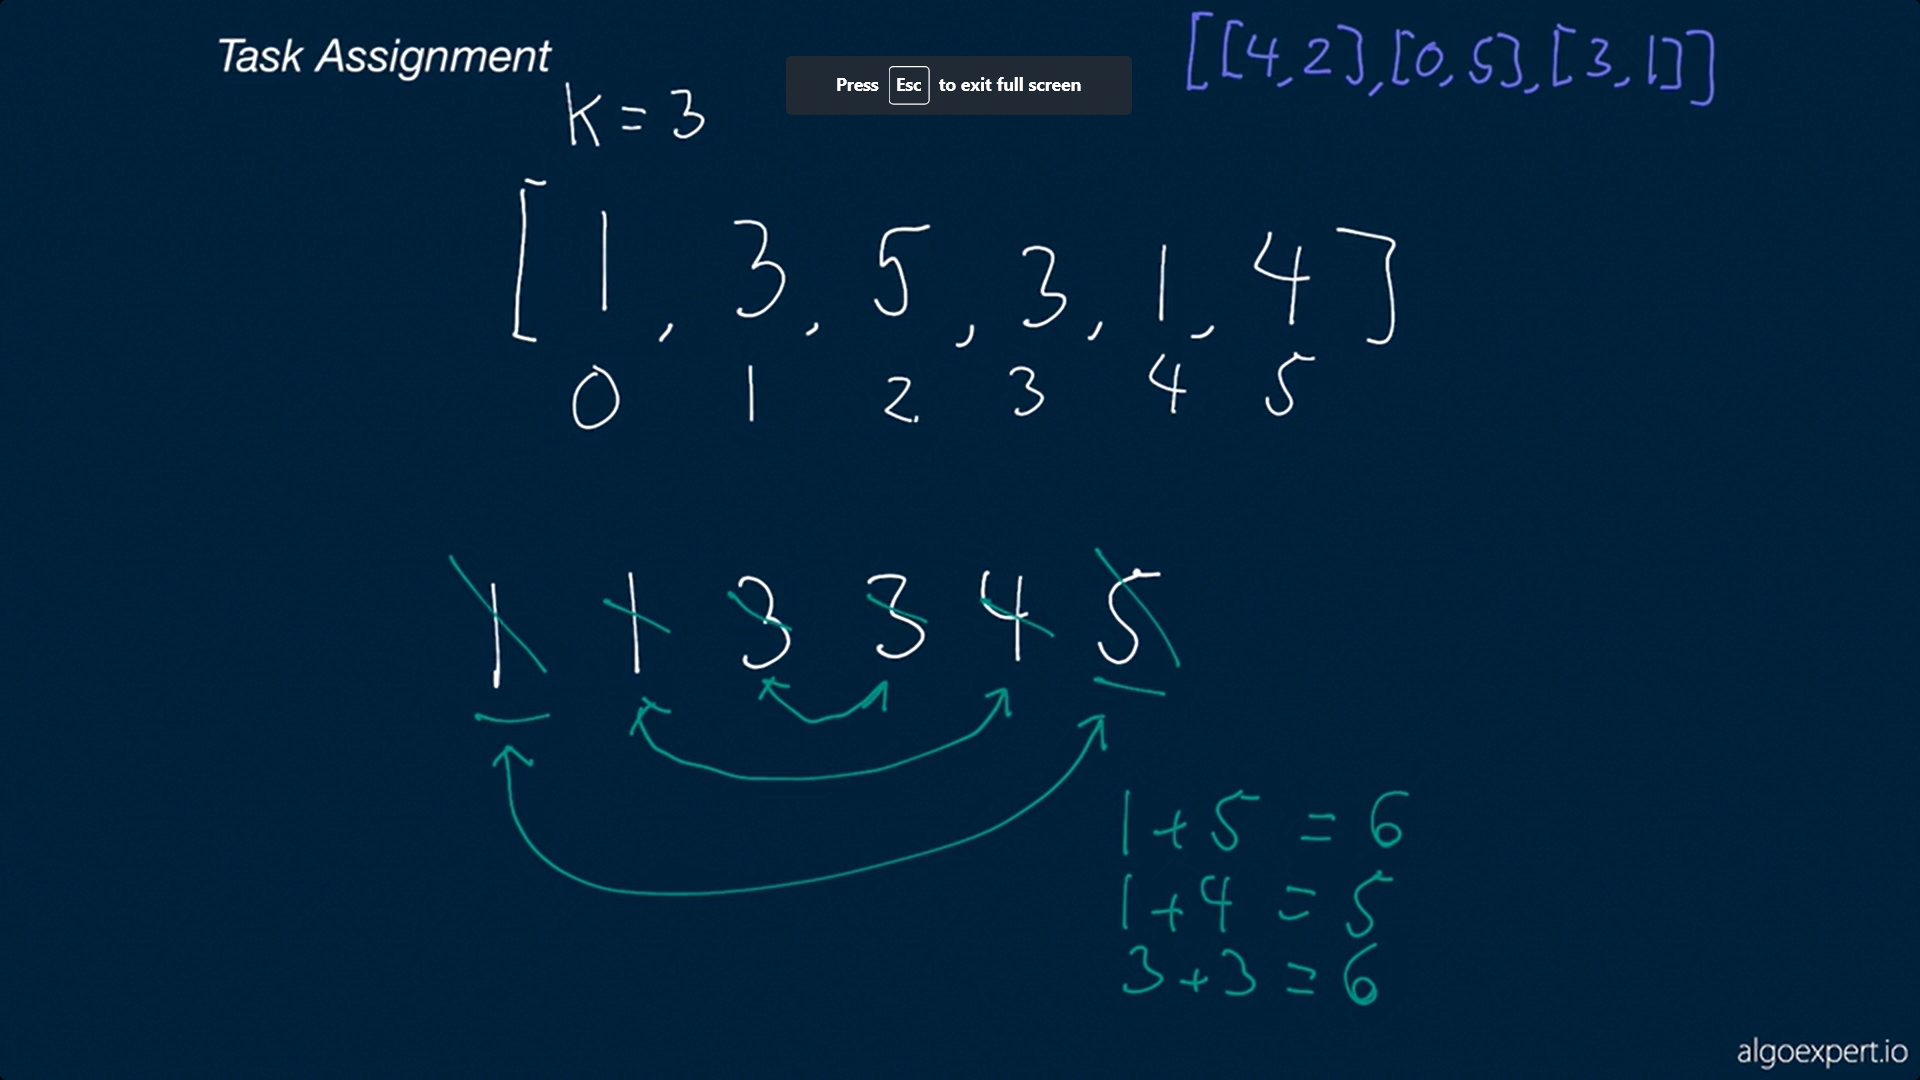 Task Assignment
Press Esc to exit full screen
[[4,2],[0,5],[3,1]]
K = 3
[1, 3, 5, 3, 1, 4]
0 1 2 3 4 5
1 1 3 3 4 5
1 + 5 = 6
1 + 4 = 5
3 + 3 = 6
algoexpert.io